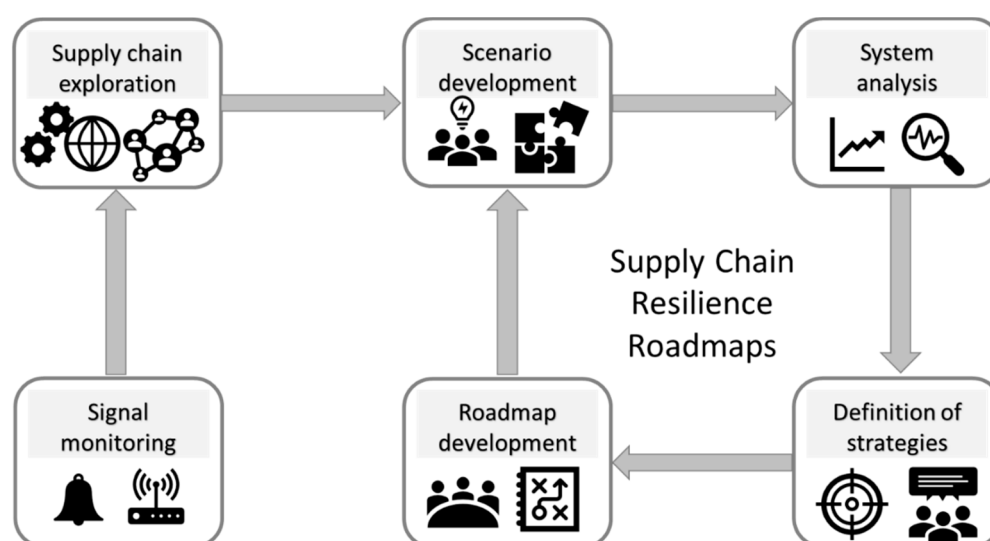 Supply chain
exploration
Scenario
development
System
analysis
Supply Chain
Resilience
Roadmaps
Signal
monitoring
Roadmap
development
Definition of
strategies